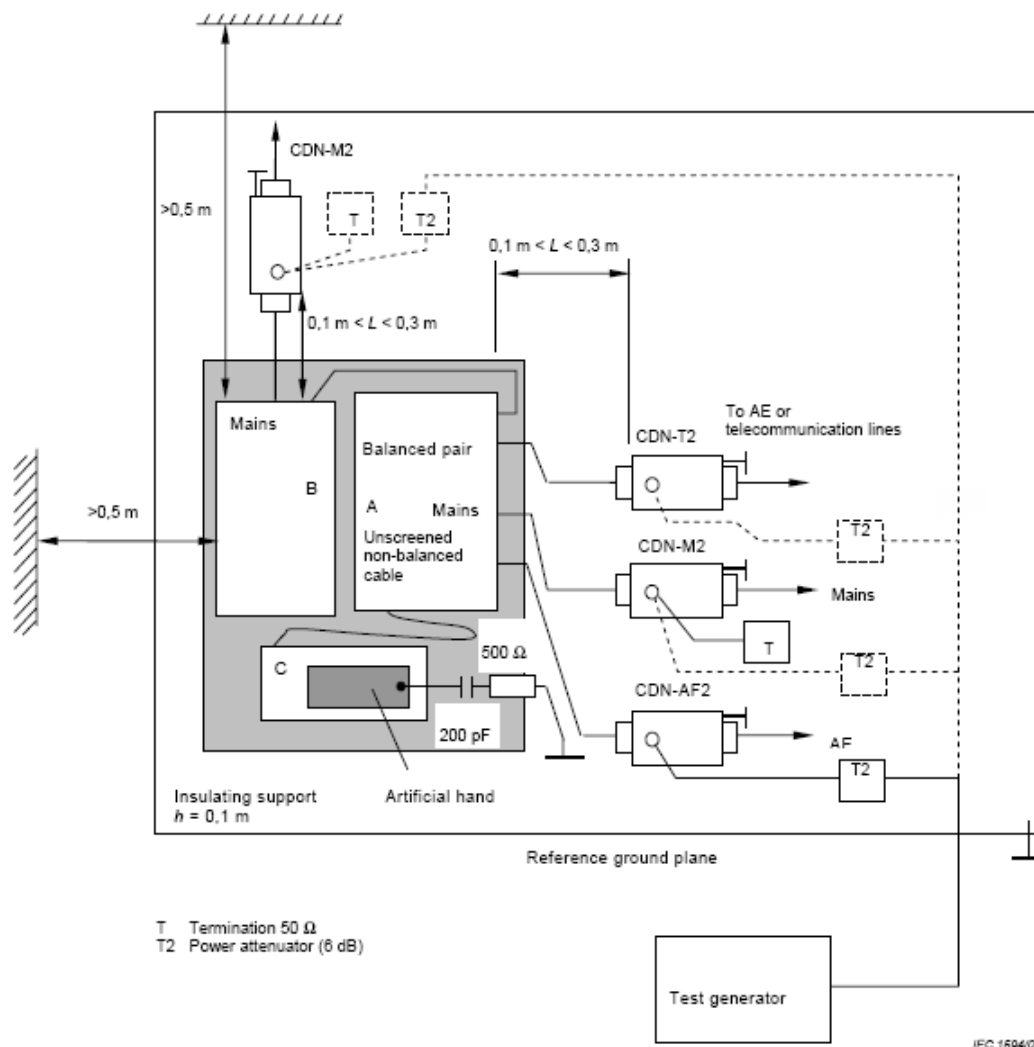 CDN-M2
>0,5 m
T
T2
0,1 m < L < 0,3 m
0,1 m < L < 0,3 m
Mains
B
Balanced pair
A
Mains
Unscreened
non-balanced
cable
To AE or
telecommunication lines
CDN-T2
T2
>0,5 m
CDN-M2
Mains
T
T2
C
500 Ω
200 pF
CDN-AF2
T2
Insulating support
h = 0,1 m
Artificial hand
Reference ground plane
T Termination 50 Ω
T2 Power attenuator (6 dB)
Test generator